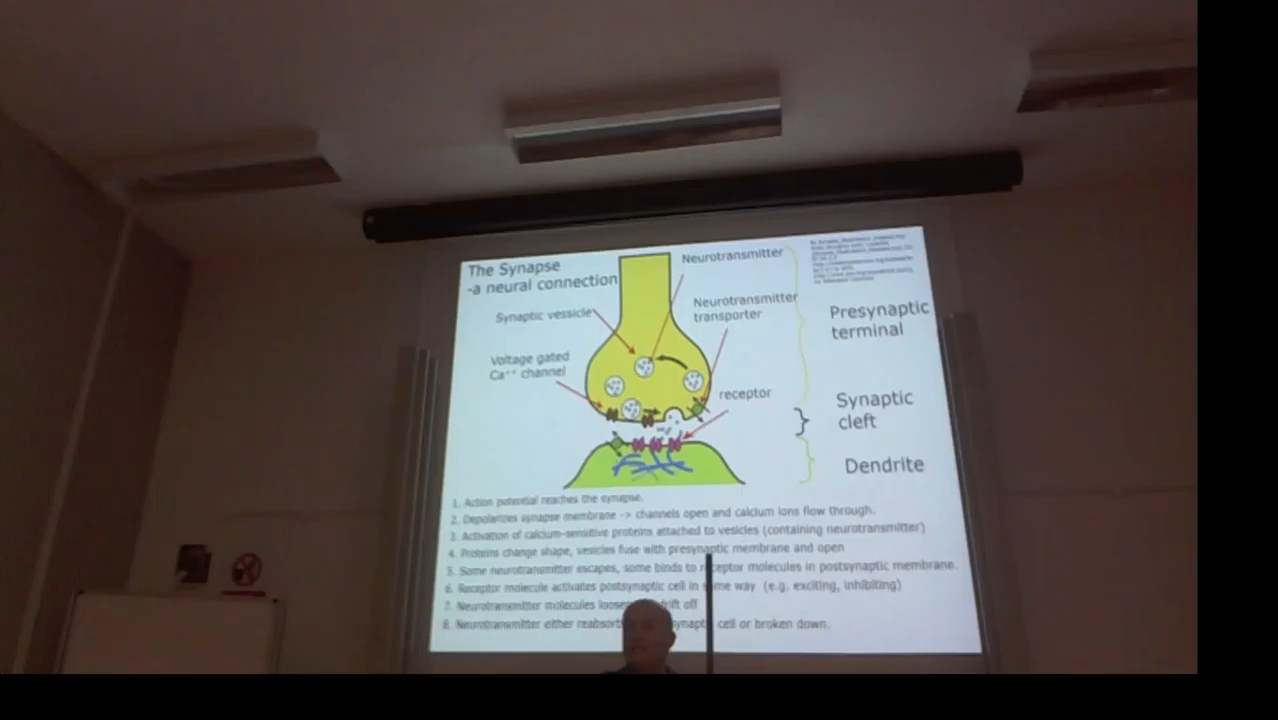 The Synapse
-a neural connection
Neurotransmitter
Synaptic vessicle
Neurotransmitter
transporter
Voltage gated
Ca++ channel
receptor
Presynaptic
terminal
Synaptic
cleft
Dendrite
1. Action potential reaches the synapse.
2. Depolarizes synapse membrane -> channels open and calcium ions flow through.
3. Activation of calcium-sensitive proteins attached to vesicles (containing neurotransmitter)
4. Proteins change shape, vesicles fuse with presynaptic membrane and open
5. Some neurotransmitter escapes, some binds to receptor molecules in postsynaptic membrane.
6. Receptor molecule activates postsynaptic cell in some way (e.g. exciting, inhibiting)
7. Neurotransmitter molecules drift off
8. Neurotransmitter either cell or broken down.